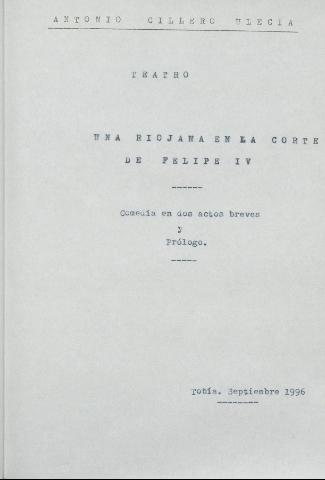 ANTONIO CILLERO ULECIA
TEATRO
UNA RIOJANA EN LA CORTE
DE FELIPE IV
------
Comedia en dos actos breves
y
Prólogo.
-----
Tobía. Septiembre 1996
--------